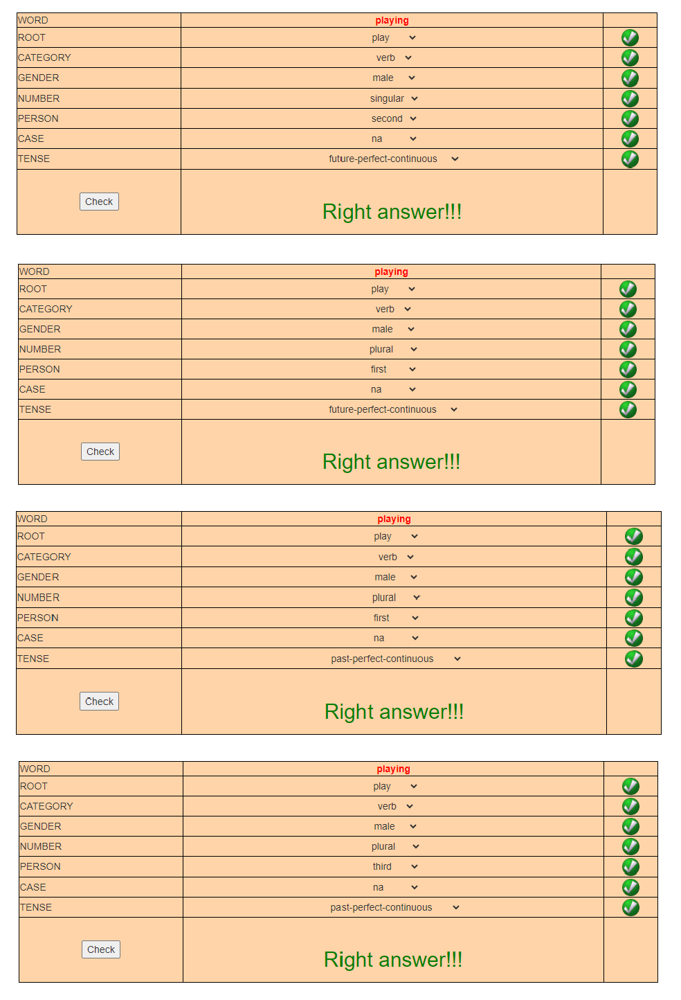 WORD playing
ROOT play
CATEGORY verb
GENDER male
NUMBER singular
PERSON second
CASE na
TENSE future-perfect-continuous
Check Right answer!!!
WORD playing
ROOT play
CATEGORY verb
GENDER male
NUMBER plural
PERSON first
CASE na
TENSE future-perfect-continuous
Check Right answer!!!
WORD playing
ROOT play
CATEGORY verb
GENDER male
NUMBER plural
PERSON first
CASE na
TENSE past-perfect-continuous
Check Right answer!!!
WORD playing
ROOT play
CATEGORY verb
GENDER male
NUMBER plural
PERSON third
CASE na
TENSE past-perfect-continuous
Check Right answer!!!